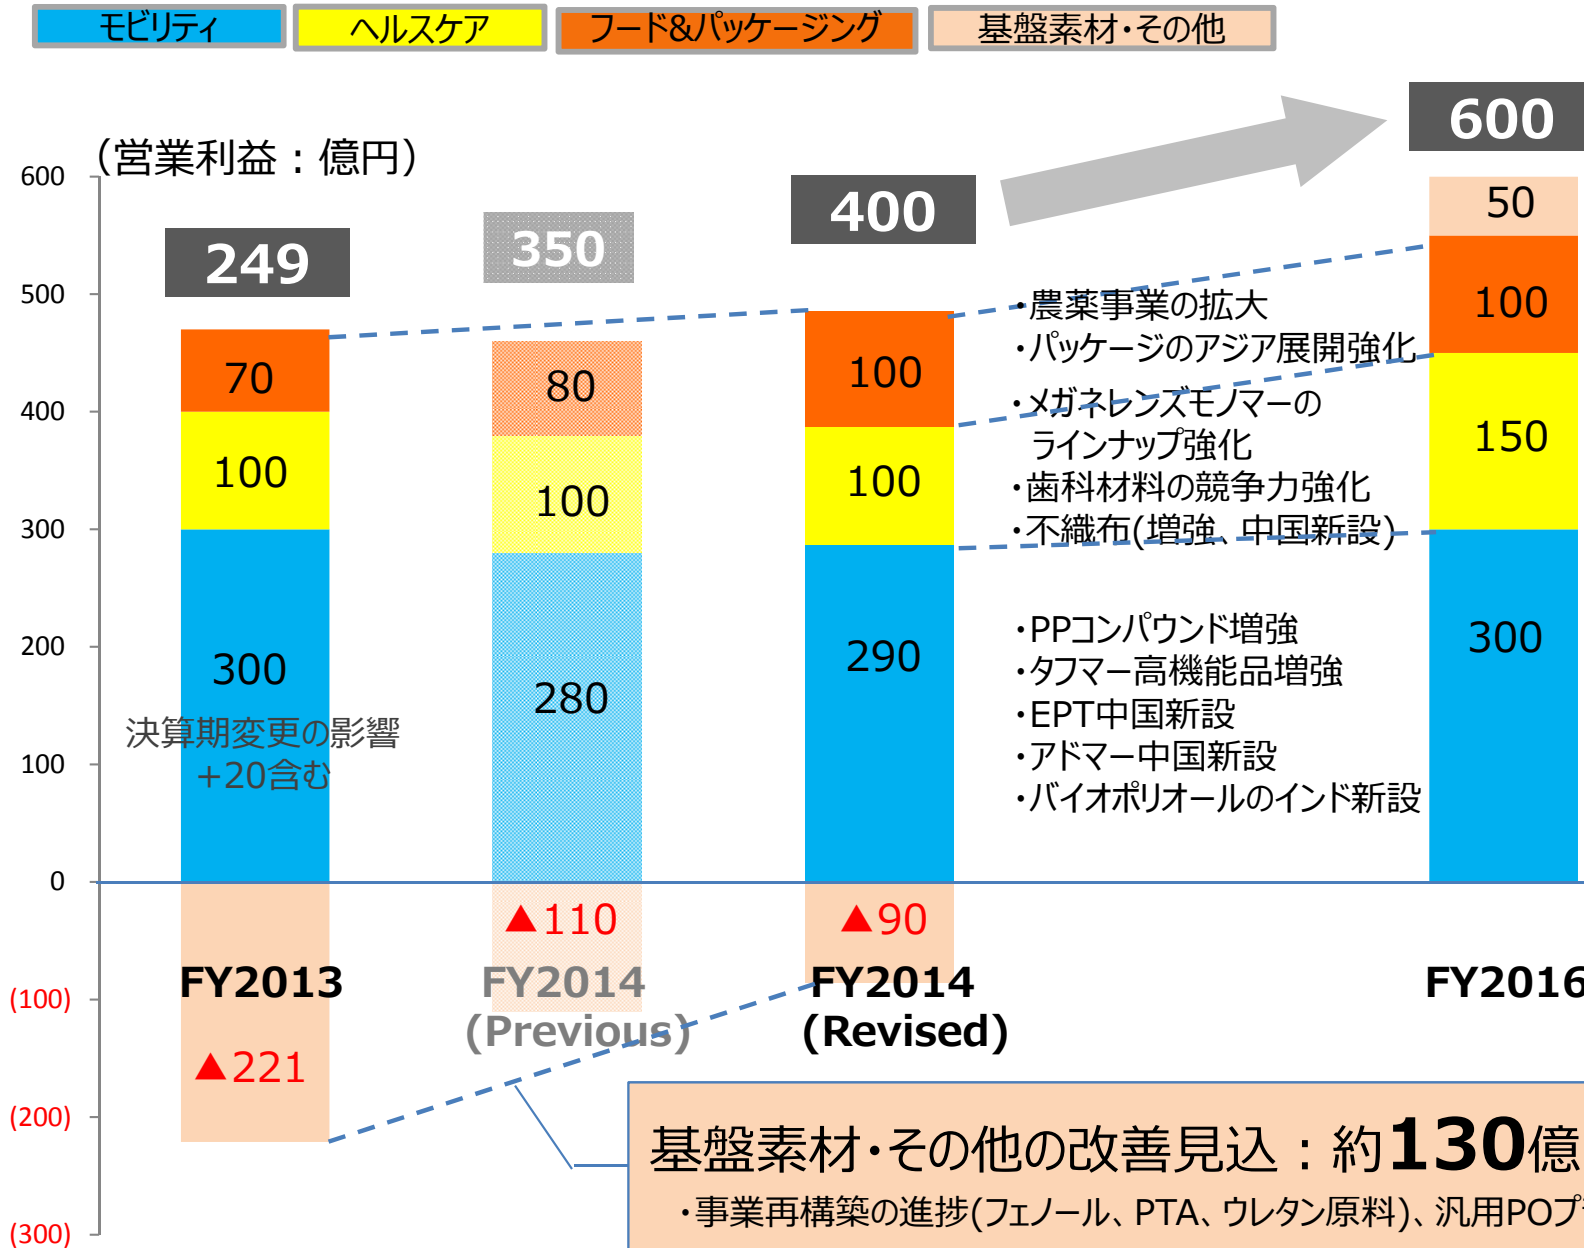 モビリティ
ヘルスケア
フード&パッケージング
基盤素材・その他
(営業利益：億円)
600
500
400
300
200
100
0
(100)
(200)
(300)
249
70
100
300
決算期変更の影響
+20含む
▲221
FY2013
350
80
100
280
▲110
FY2014
(Previous)
400
100
100
290
▲90
FY2014
(Revised)
・農薬事業の拡大
・パッケージのアジア展開強化
・メガネレンズモノマーの
ラインナップ強化
・歯科材料の競争力強化
・不織布(増強、中国新設)
・PPコンパウンド増強
・タフマー高機能品増強
・EPT中国新設
・アドマー中国新設
・バイオポリオールのインド新設
600
50
100
150
300
FY2016
基盤素材・その他の改善見込：約130億
・事業再構築の進捗(フェノール、PTA、ウレタン原料)、汎用POプ